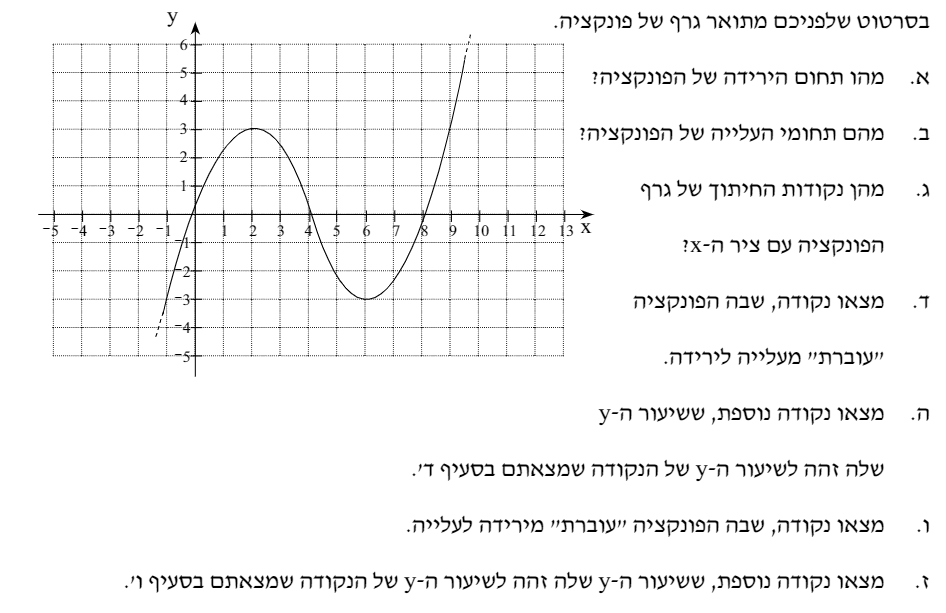 בסרטוט שלפניכם מתואר גרף של פונקציה.
א. מהו תחום הירידה של הפונקציה?
ב. מהם תחומי העלייה של הפונקציה?
ג. מהן נקודות החיתוך של גרף
הפונקציה עם ציר ה-x?
ד. מצאו נקודה, שבה הפונקציה
"עוברת" מעלייה לירידה.
ה. מצאו נקודה נוספת, ששיעור ה-y
שלה זהה לשיעור ה-y של הנקודה שמצאתם בסעיף ד'.
ו. מצאו נקודה, שבה הפונקציה "עוברת" מירידה לעלייה.
ז. מצאו נקודה נוספת, ששיעור ה-y שלה זהה לשיעור ה-y של הנקודה שמצאתם בסעיף ו'.
y
6
5
4
3
2
1
-5 -4 -3 -2 -1 1 2 3 4 5 6 7 8 9 10 11 12 13 x
-1
-2
-3
-4
-5